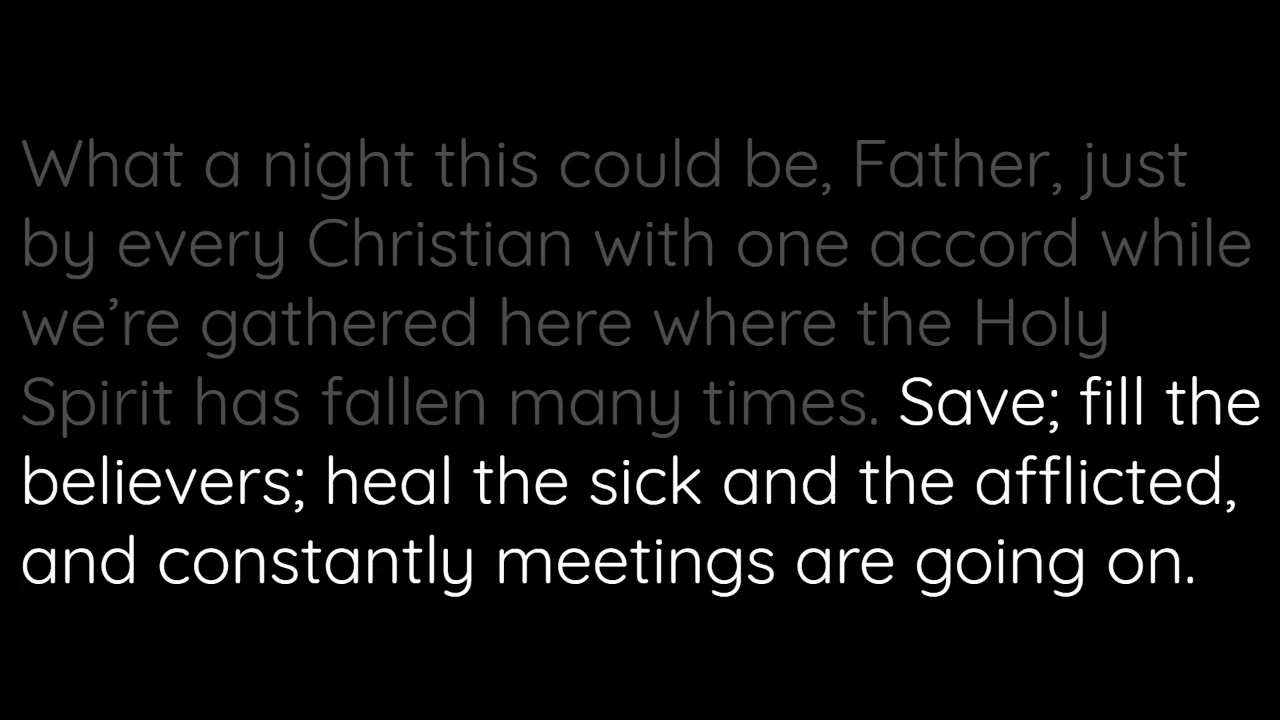 What a night this could be, Father, just
by every Christian with one accord while
we’re gathered here where the Holy
Spirit has fallen many times. Save; fill the
believers; heal the sick and the afflicted,
and constantly meetings are going on.